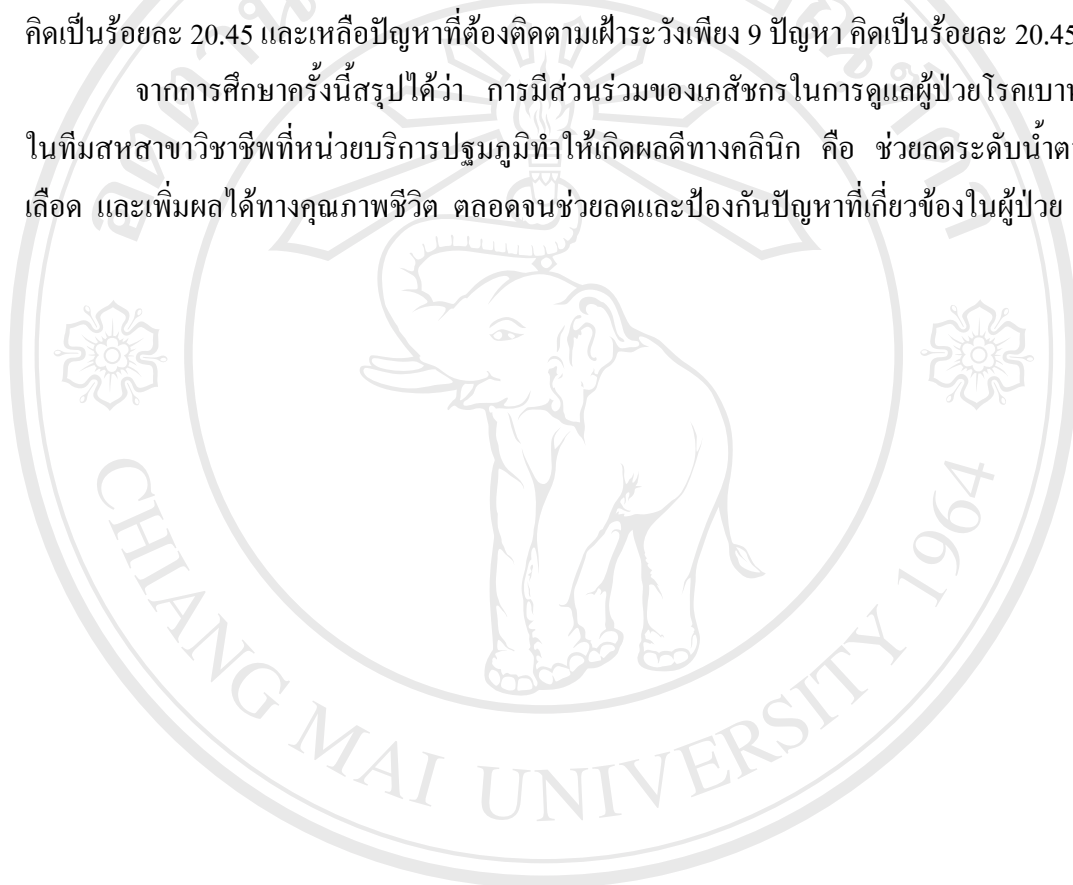 คิดเป็นร้อยละ 20.45 และเหลือปัญหาที่ต้องติดตามเฝ้าระวังเพียง 9 ปัญหา คิดเป็นร้อยละ 20.45
จากการศึกษาครั้งนี้สรุปได้ว่า การมีส่วนร่วมของเภสัชกรในการดูแลผู้ป่วยโรคเบา
ในทีมสหสาขาวิชาชีพที่หน่วยบริการปฐมภูมิทำให้เกิดผลดีทางคลินิก คือ ช่วยลดระดับน้ำตา
เลือด และเพิ่มผลได้ทางคุณภาพชีวิต ตลอดจนช่วยลดและป้องกันปัญหาที่เกี่ยวข้องในผู้ป่วย
CHIANG MAI UNIVERSITY 1964